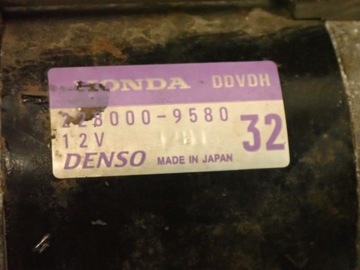 HONDA DDVDH
228000-9580
12V
32
DENSO MADE IN JAPAN